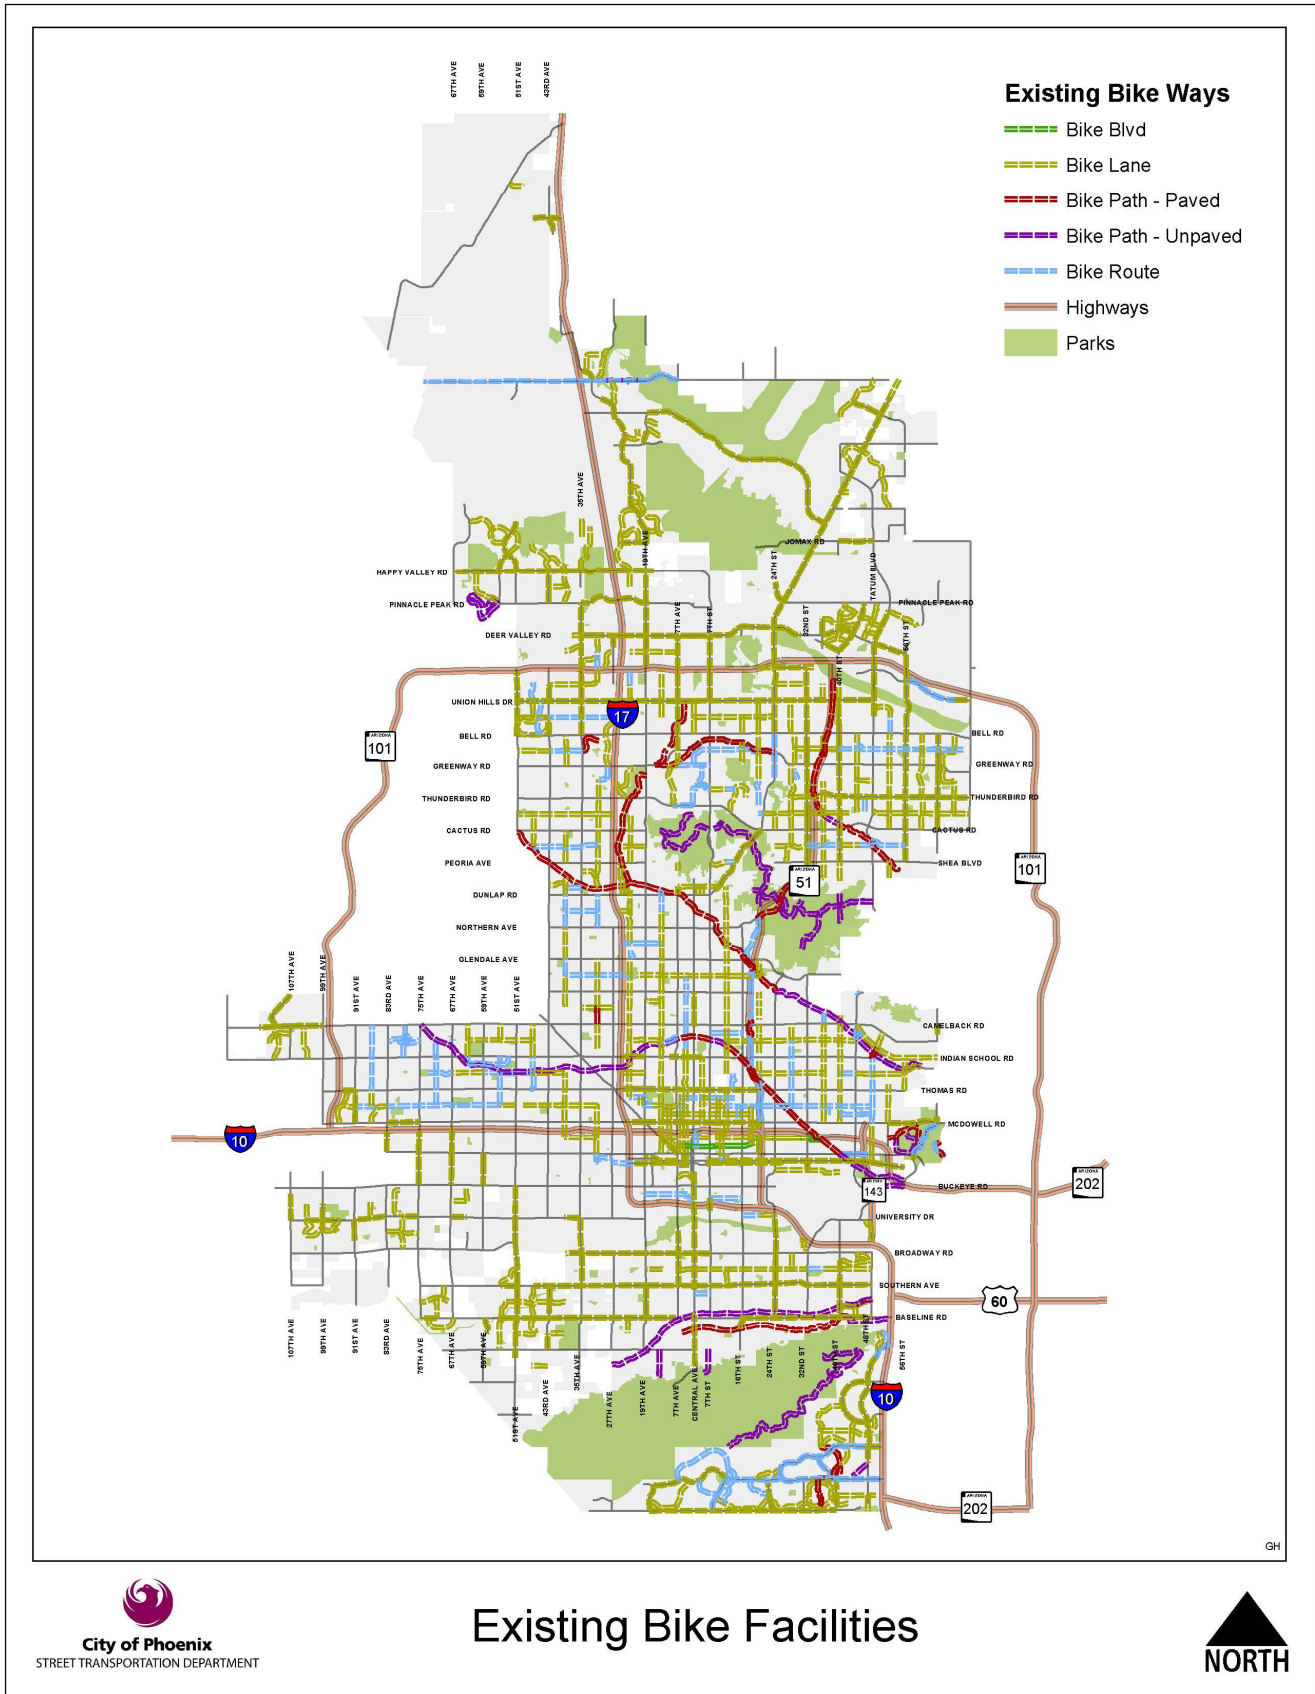 67TH AVE
59TH AVE
51ST AVE
43RD AVE
Existing Bike Ways
Bike Blvd
Bike Lane
Bike Path - Paved
Bike Path - Unpaved
Bike Route
Highways
Parks
35TH AVE
19TH AVE
JOMAX RD
24TH ST
TATUM BLVD
HAPPY VALLEY RD
PINNACLE PEAK RD
PINNACLE PEAK RD
7TH AVE
7TH ST
32ND ST
56TH ST
DEER VALLEY RD
40TH ST
UNION HILLS DR
17
BELL RD
BELL RD
ARIZONA
101
GREENWAY RD
GREENWAY RD
THUNDERBIRD RD
THUNDERBIRD RD
CACTUS RD
CACTUS RD
PEORIA AVE
SHEA BLVD
ARIZONA
101
ARIZONA
51
DUNLAP RD
NORTHERN AVE
GLENDALE AVE
107TH AVE
99TH AVE
91ST AVE
83RD AVE
75TH AVE
67TH AVE
59TH AVE
51ST AVE
CAMELBACK RD
INDIAN SCHOOL RD
THOMAS RD
MCDOWELL RD
10
ARIZONA
202
BUCKEYE RD
ARIZONA
143
UNIVERSITY DR
BROADWAY RD
SOUTHERN AVE
60
BASELINE RD
107TH AVE
99TH AVE
91ST AVE
83RD AVE
75TH AVE
67TH AVE
59TH AVE
51ST AVE
43RD AVE
35TH AVE
27TH AVE
19TH AVE
7TH AVE
CENTRAL AVE
7TH ST
16TH ST
24TH ST
32ND ST
40TH ST
48TH ST
56TH ST
10
ARIZONA
202
GH
City of Phoenix
STREET TRANSPORTATION DEPARTMENT
Existing Bike Facilities
NORTH